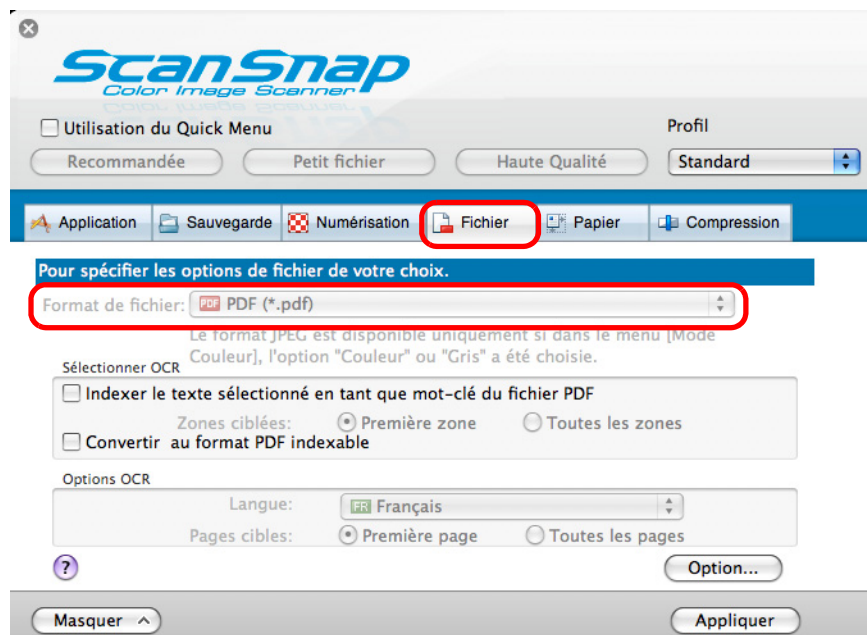 ScanSnap
Color Image Scanner
Utilisation du Quick Menu
Profil
Recommandée Petit fichier Haute Qualité Standard
Application Sauvegarde Numérisation Fichier Papier Compression
Pour spécifier les options de fichier de votre choix.
Format de fichier: PDF PDF (*.pdf)
Le format JPEG est disponible uniquement si dans le menu [Mode
Couleur], l'option "Couleur" ou "Gris" a été choisie.
Sélectionner OCR
Indexer le texte sélectionné en tant que mot-clé du fichier PDF
Zones ciblées: Première zone Toutes les zones
Convertir au format PDF indexable
Options OCR
Langue: FR Français
Pages cibles: Première page Toutes les pages
? Option...
Masquer Appliquer